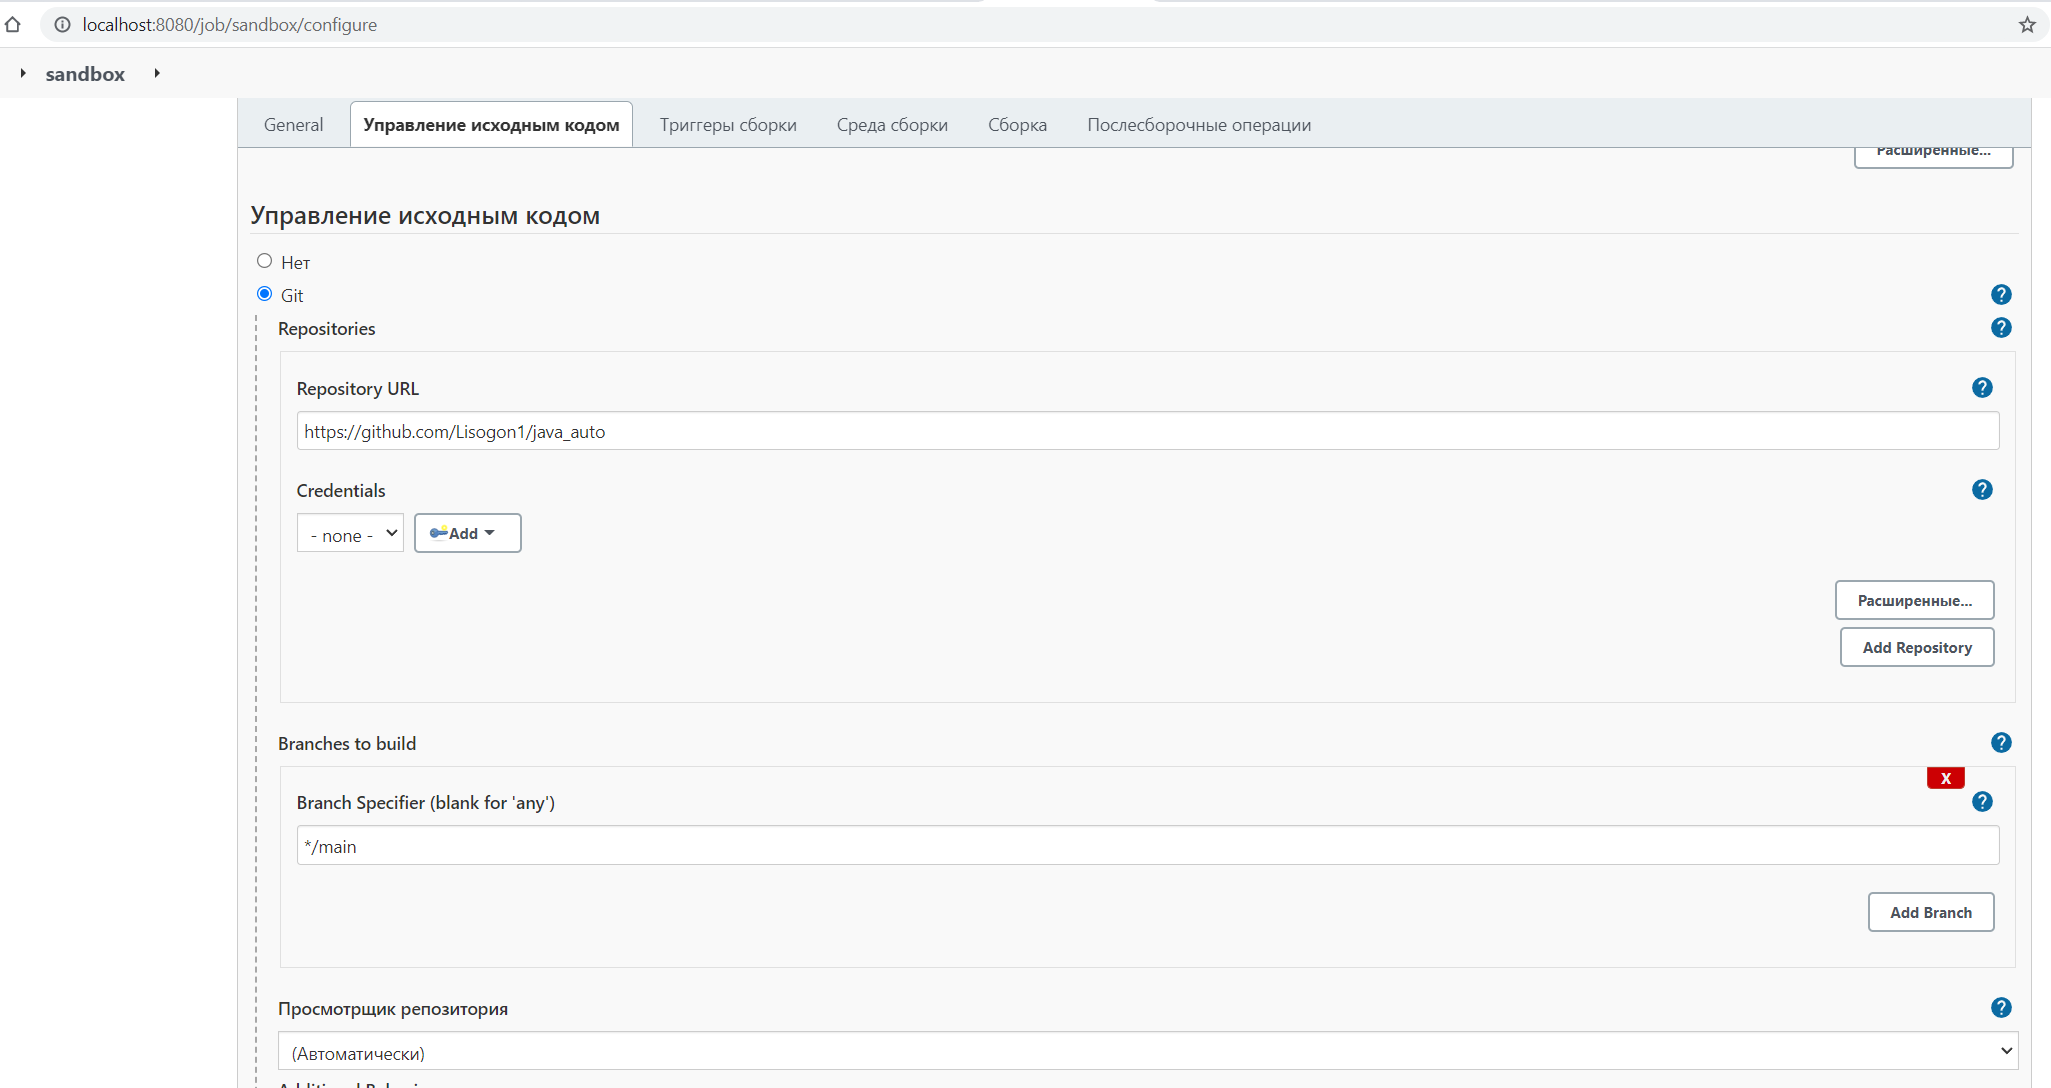 localhost:8080/job/sandbox/configure
sandbox
General Управление исходным кодом Триггеры сборки Среда сборки Сборка Послесборочные операции
Расширенные...
Управление исходным кодом
Нет
Git
Repositories
Repository URL
https://github.com/Lisogon1/java_auto
Credentials
- none - Add
Расширенные...
Add Repository
Branches to build
X
Branch Specifier (blank for 'any')
*/main
Add Branch
Просмотрщик репозитория
(Автоматически)